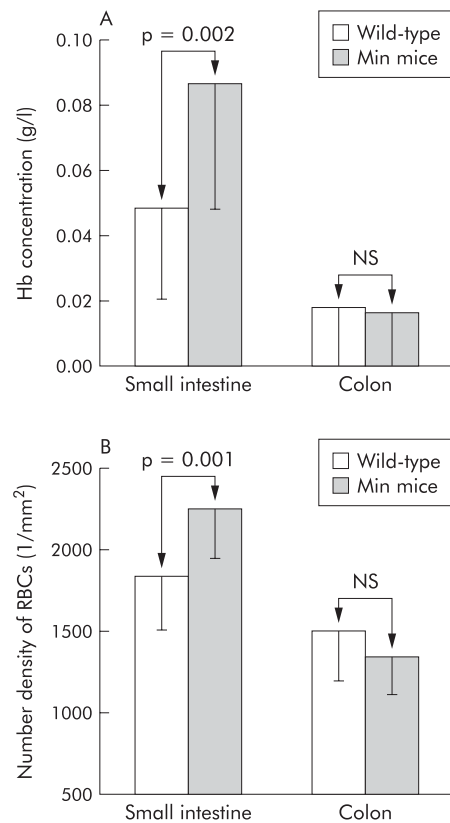 A
p = 0.002
Wild-type
Min mice
Hb concentration (g/l)
0.10
0.08
0.06
0.04
0.02
0.00
NS
Small intestine
Colon
B
p = 0.001
Wild-type
Min mice
Number density of RBCs (1/mm²)
2500
2000
1500
1000
500
NS
Small intestine
Colon